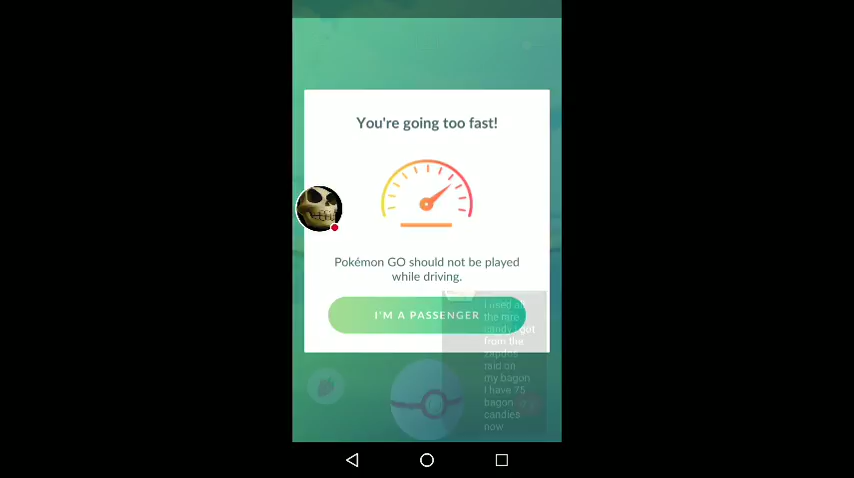 You're going too fast!
Pokémon GO should not be played
while driving.
I'M A PASSENGER
I used all
the rare
candy I got
from the
zapdos
raid on
my bagon
I have 75
bagon
candies
now